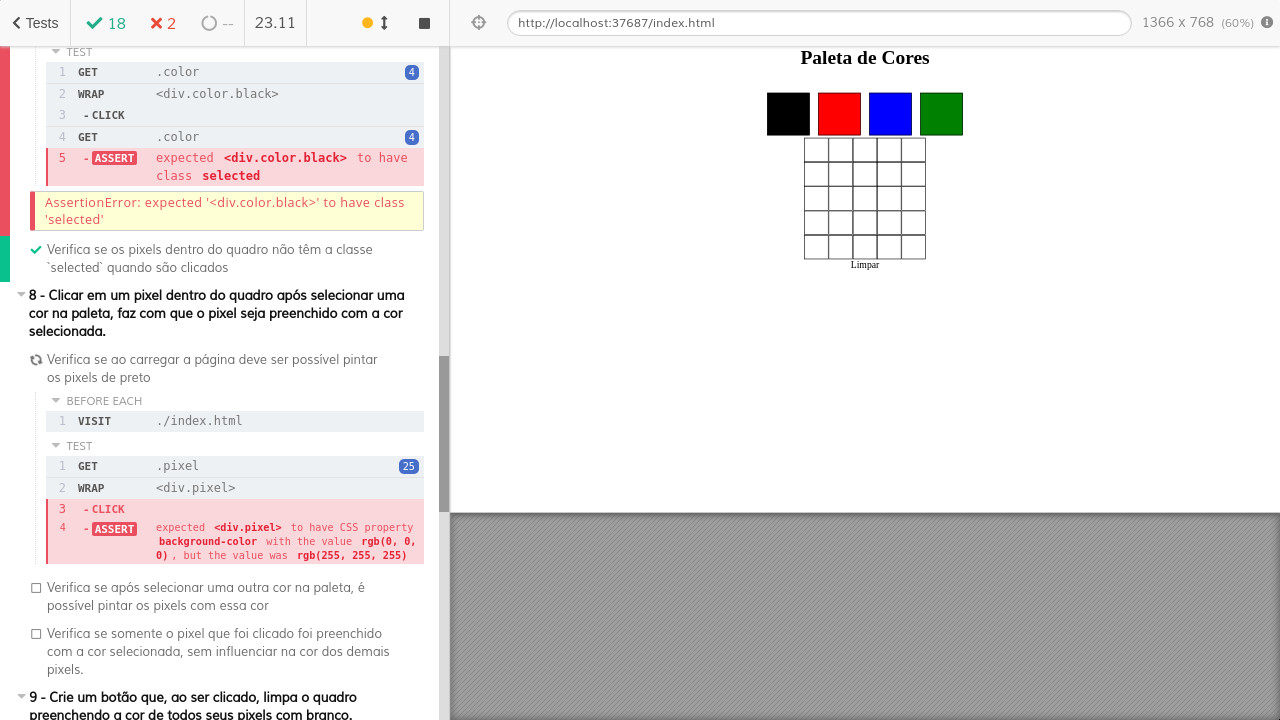 Tests
18
2
--
23.11
http://localhost:37687/index.html
1366 x 768 (60%)
TEST
1 GET .color 4
2 WRAP <div.color.black>
3 - CLICK
4 GET .color 4
5 - ASSERT expected <div.color.black> to have
class selected
AssertionError: expected '<div.color.black>' to have class
'selected'
Verifica se os pixels dentro do quadro não têm a classe
`selected` quando são clicados
8 - Clicar em um pixel dentro do quadro após selecionar uma
cor na paleta, faz com que o pixel seja preenchido com a cor
selecionada.
Verifica se ao carregar a página deve ser possível pintar
os pixels de preto
BEFORE EACH
1 VISIT ./index.html
TEST
1 GET .pixel 25
2 WRAP <div.pixel>
3 - CLICK
4 - ASSERT expected <div.pixel> to have CSS property
background-color with the value rgb(0, 0,
0) , but the value was rgb(255, 255, 255)
Verifica se após selecionar uma outra cor na paleta, é
possível pintar os pixels com essa cor
Verifica se somente o pixel que foi clicado foi preenchido
com a cor selecionada, sem influenciar na cor dos demais
pixels.
9 - Crie um botão que, ao ser clicado, limpa o quadro
preenchendo a cor de todos seus pixels com branco.
Paleta de Cores
Limpar